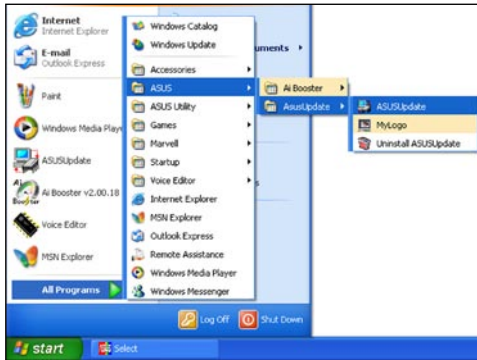 Internet
Internet Explorer
E-mail
Outlook Express
Paint
Windows Media Play
ASUSUpdate
Ai Booster v2.00.18
Voice Editor
MSN Explorer
All Programs
Windows Catalog
Windows Update
Accessories
ASUS
ASUS Utility
Games
Marvell
Startup
Voice Editor
Internet Explorer
MSN Explorer
Outlook Express
Remote Assistance
Windows Media Player
Windows Messenger
uments
s
Ai Booster
AsusUpdate
ASUSUpdate
MyLogo
Uninstall ASUSUpdate
Log Off
Shut Down
start
Select